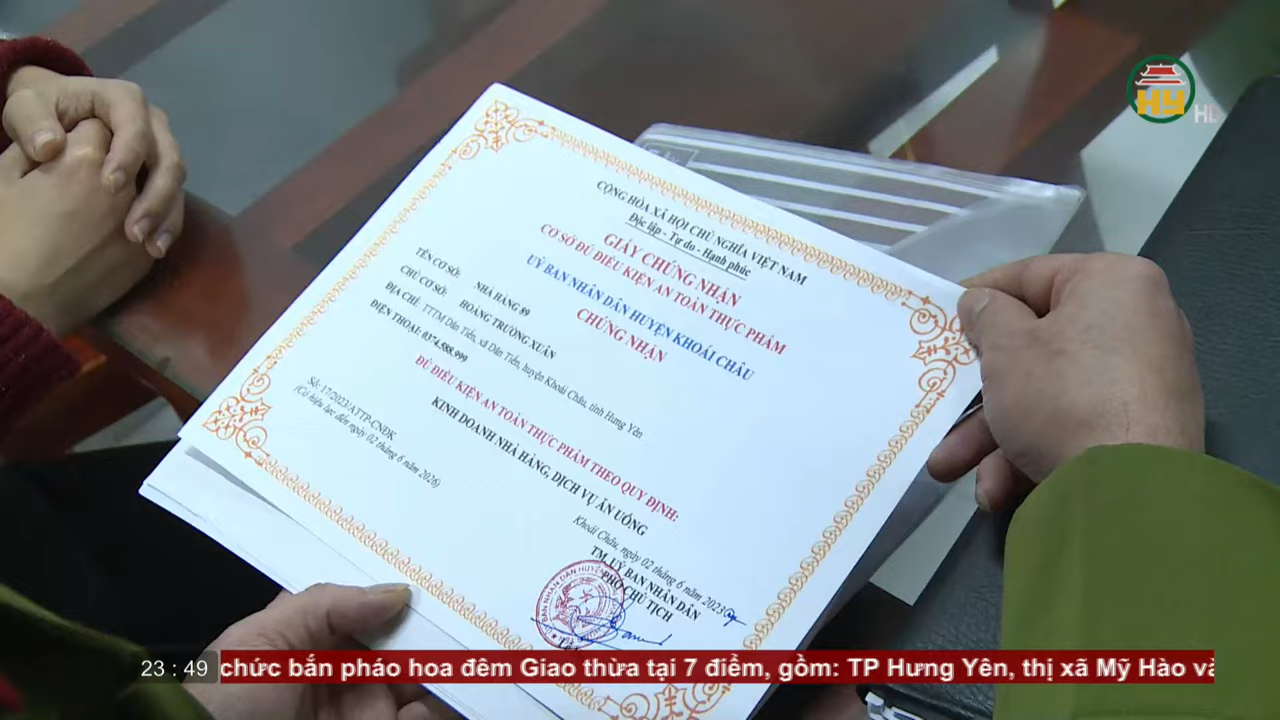 HY
HD
CỘNG HÒA XÃ HỘI CHỦ NGHĨA VIỆT NAM
Độc lập - Tự do - Hạnh phúc
GIẤY CHỨNG NHẬN
CƠ SỞ ĐỦ ĐIỀU KIỆN AN TOÀN THỰC PHẨM
UỶ BAN NHÂN DÂN HUYỆN KHOÁI CHÂU
CHỨNG NHẬN
TÊN CƠ SỞ: NHÀ HÀNG 89
CHỦ CƠ SỞ: HOÀNG TRƯỜNG XUÂN
ĐỊA CHỈ: TTTM Dân Tiến, xã Dân Tiến, huyện Khoái Châu, tỉnh Hưng Yên
ĐIỆN THOẠI: 0374.588.999
ĐỦ ĐIỀU KIỆN AN TOÀN THỰC PHẨM THEO QUY ĐỊNH:
KINH DOANH NHÀ HÀNG, DỊCH VỤ ĂN UỐNG
Số: 17/2023/ATTP-CNĐK
(Có hiệu lực đến ngày 02 tháng 6 năm 2026)
Khoái Châu, ngày 02 tháng 6 năm 2023
TM. UỶ BAN NHÂN DÂN
PHÓ CHỦ TỊCH
BAN NHÂN DÂN HUYỆN
23 : 49 chức bắn pháo hoa đêm Giao thừa tại 7 điểm, gồm: TP Hưng Yên, thị xã Mỹ Hào và